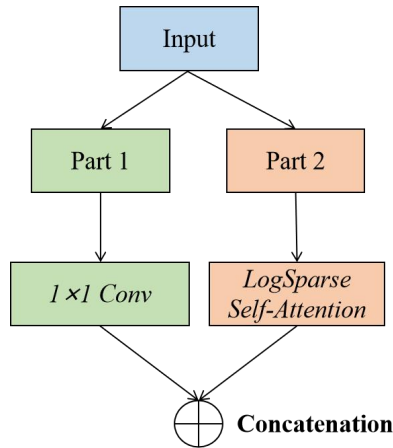 Input
Part 1
Part 2
1×1 Conv
LogSparse
Self-Attention
Concatenation